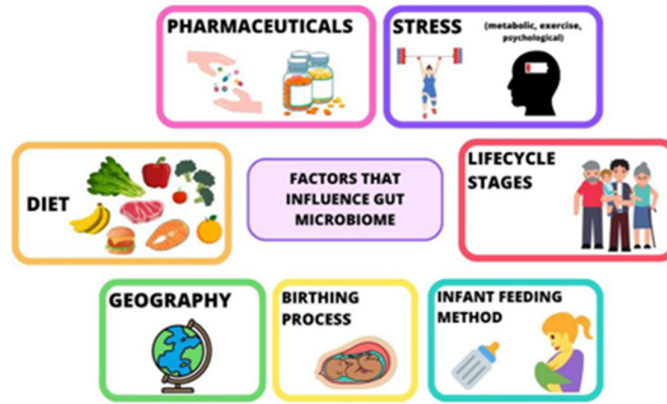 PHARMACEUTICALS
STRESS
(metabolic, exercise,
psychological)
DIET
FACTORS THAT
INFLUENCE GUT
MICROBIOME
LIFECYCLE
STAGES
GEOGRAPHY
BIRTHING
PROCESS
INFANT FEEDING
METHOD